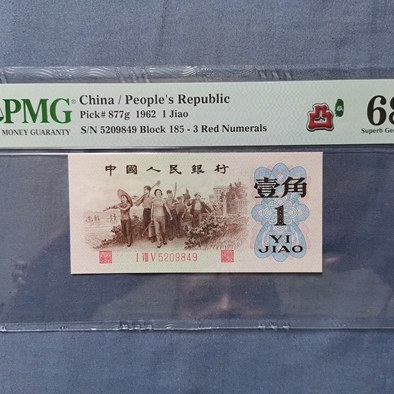 PMG
MONEY GUARANTY
China / People's Republic
Pick# 877g 1962 1 Jiao
S/N 5209849 Block 185 - 3 Red Numerals
68
Superb Ge
中國人民銀行
壹角
1
YI
JIAO
I VIII V 5209849